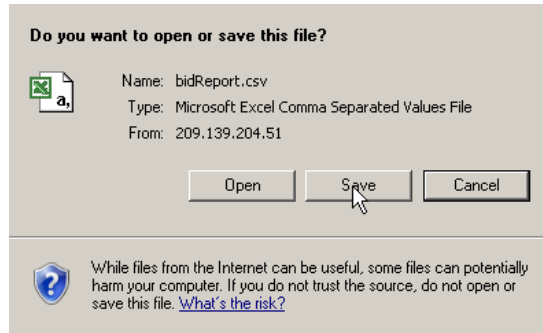 Do you want to open or save this file?
a,
Name: bidReport.csv
Type: Microsoft Excel Comma Separated Values File
From: 209.139.204.51
Open Save Cancel
While files from the Internet can be useful, some files can potentially
harm your computer. If you do not trust the source, do not open or
save this file. What's the risk?